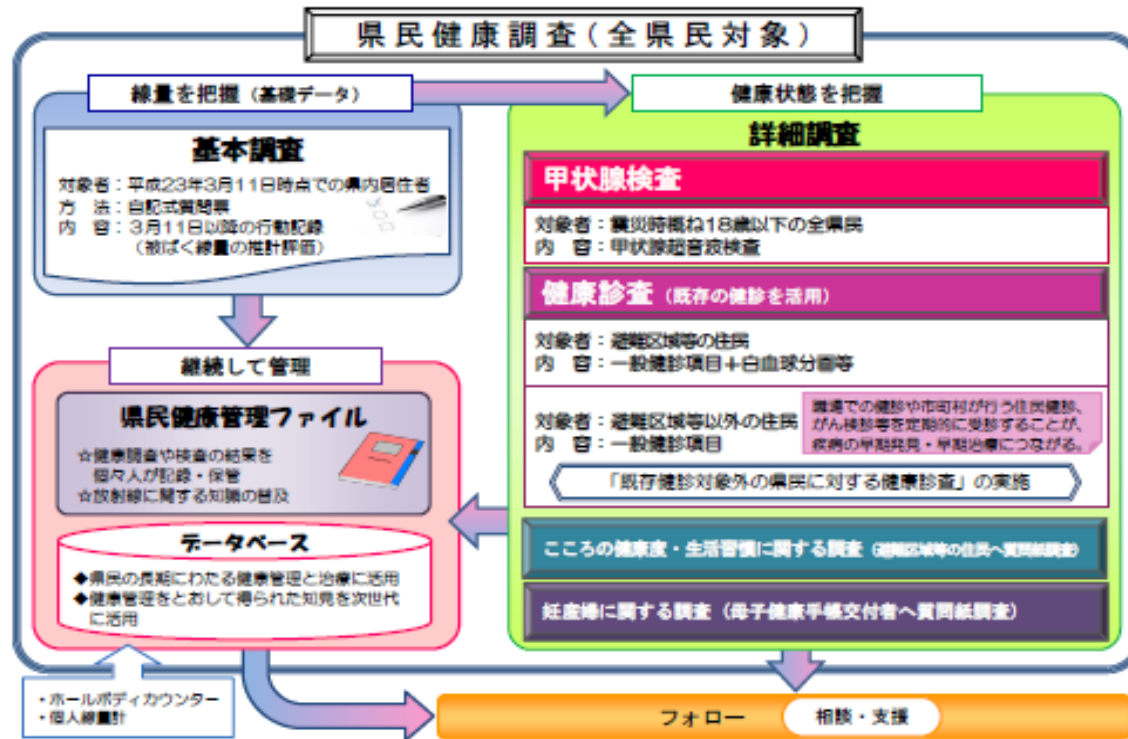 県民健康調査（全県民対象）
線量を把握（基礎データ）
基本調査
対象者：平成23年3月11日時点での県内居住者
方　法：自記式質問票
内　容：3月11日以降の行動記録
（被ばく線量の推計評価）
継続して管理
県民健康管理ファイル
☆健康調査や検査の結果を
個々人が記録・保管
☆放射線に関する知識の普及
データベース
◆県民の長期にわたる健康管理と治療に活用
◆健康管理をとおして得られた知見を次世代
に活用
・ホールボディカウンター
・個人線量計
健康状態を把握
詳細調査
甲状腺検査
対象者：震災時概ね18歳以下の全県民
内　容：甲状腺超音波検査
健康診査（既存の健診を活用）
対象者：避難区域等の住民
内　容：一般健診項目＋白血球分画等
対象者：避難区域等以外の住民
内　容：一般健診項目
職場での健診や市町村が行う住民健診、
がん検診等を定期的に受診することが、
疾病の早期発見・早期治療につながる。
「既存健診対象外の県民に対する健康診査」の実施
こころの健康度・生活習慣に関する調査（避難区域等の住民へ質問紙調査）
妊産婦に関する調査（母子健康手帳交付者へ質問紙調査）
フォロー
相談・支援